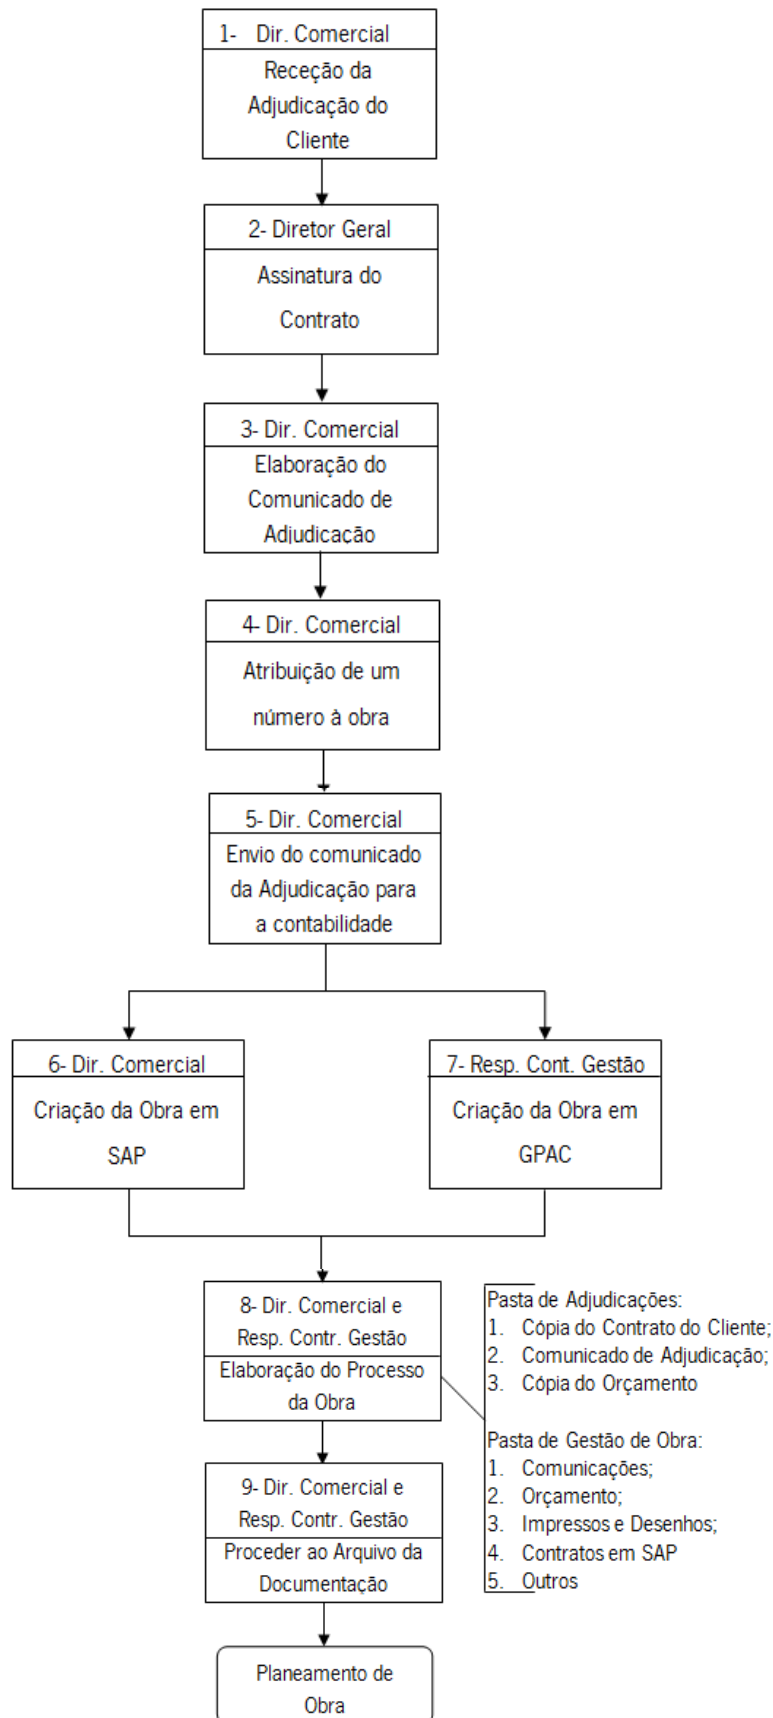 1- Dir. Comercial
Receção da
Adjudicação do
Cliente
2- Diretor Geral
Assinatura do
Contrato
3- Dir. Comercial
Elaboração do
Comunicado de
Adjudicação
4- Dir. Comercial
Atribuição de um
número à obra
5- Dir. Comercial
Envio do comunicado
da Adjudicação para
a contabilidade
6- Dir. Comercial
Criação da Obra em
SAP
7- Resp. Cont. Gestão
Criação da Obra em
GPAC
8- Dir. Comercial e
Resp. Contr. Gestão
Elaboração do Processo
da Obra
Pasta de Adjudicações:
1. Cópia do Contrato do Cliente;
2. Comunicado de Adjudicação;
3. Cópia do Orçamento
Pasta de Gestão de Obra:
1. Comunicações;
2. Orçamento;
3. Impressos e Desenhos;
4. Contratos em SAP
5. Outros
9- Dir. Comercial e
Resp. Contr. Gestão
Proceder ao Arquivo da
Documentação
Planeamento de
Obra